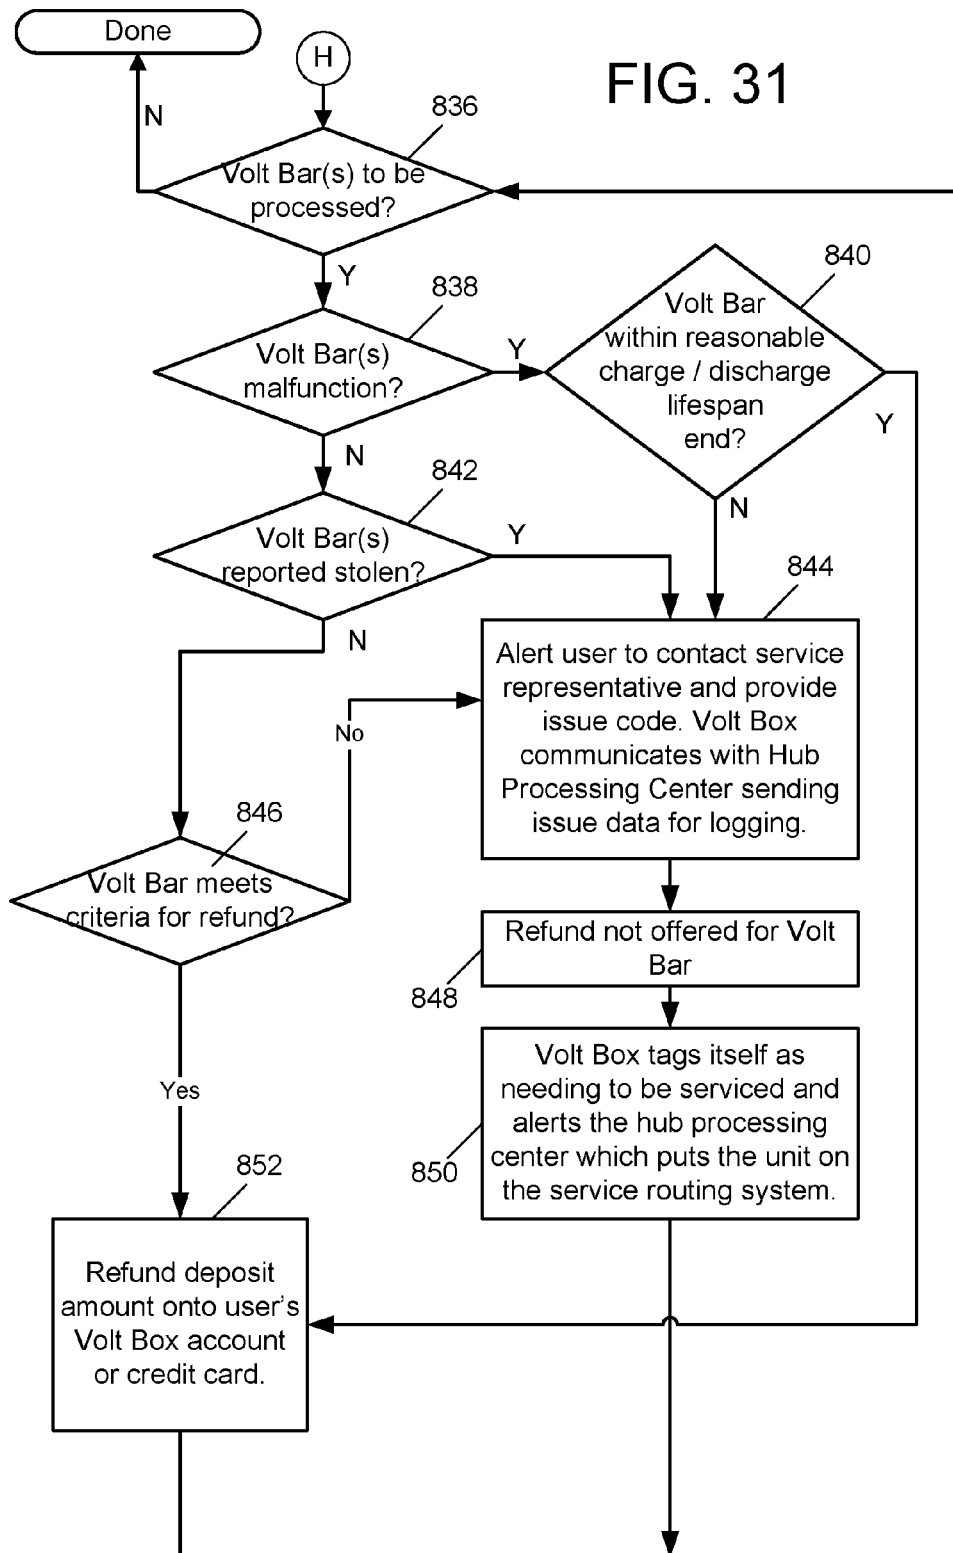 Done
H
FIG. 31
N
836
Volt Bar(s) to be
processed?
Y
838
840
Volt Bar(s)
malfunction?
Y
Volt Bar
within reasonable
charge / discharge
lifespan
end?
Y
N
842
N
Volt Bar(s)
reported stolen?
Y
844
N
Alert user to contact service
representative and provide
issue code. Volt Box
communicates with Hub
Processing Center sending
issue data for logging.
No
846
Volt Bar meets
criteria for refund?
Refund not offered for Volt
Bar
848
Volt Box tags itself as
needing to be serviced and
alerts the hub processing
center which puts the unit on
the service routing system.
850
Yes
852
Refund deposit
amount onto user's
Volt Box account
or credit card.